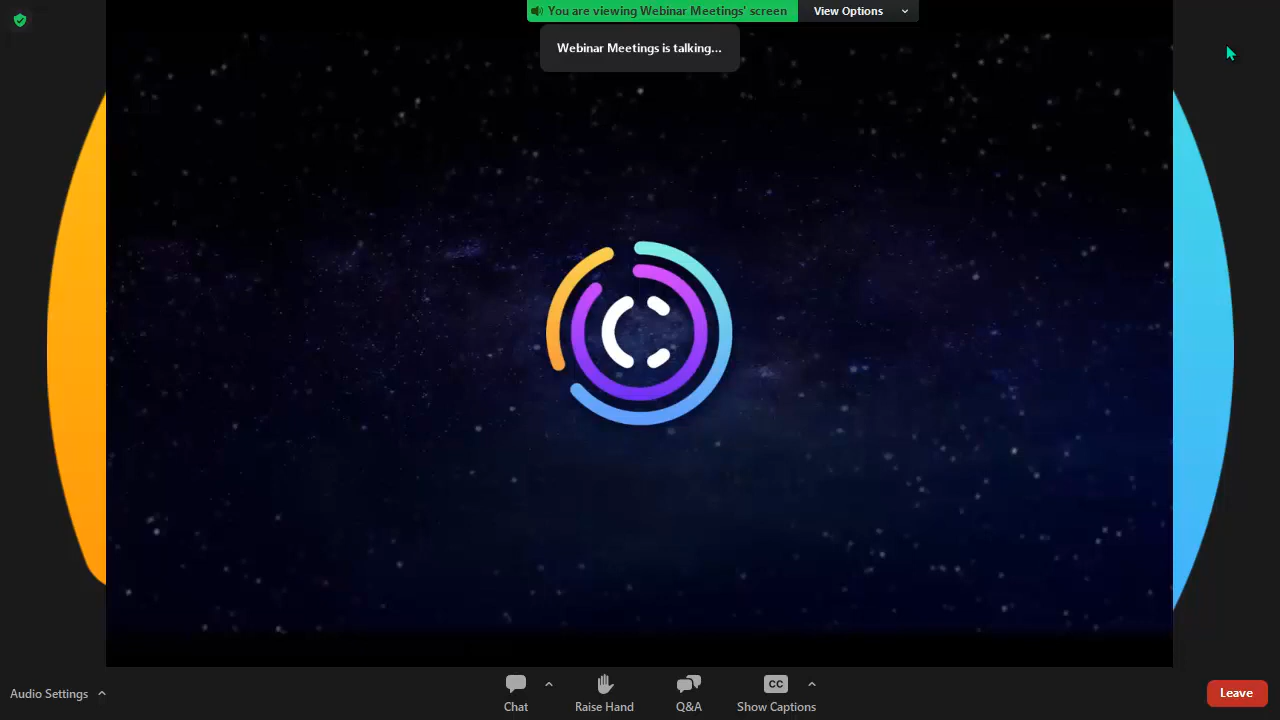 You are viewing Webinar Meetings' screen
View Options
Webinar Meetings is talking...
Audio Settings
Chat
Raise Hand
Q&A
CC
Show Captions
Leave